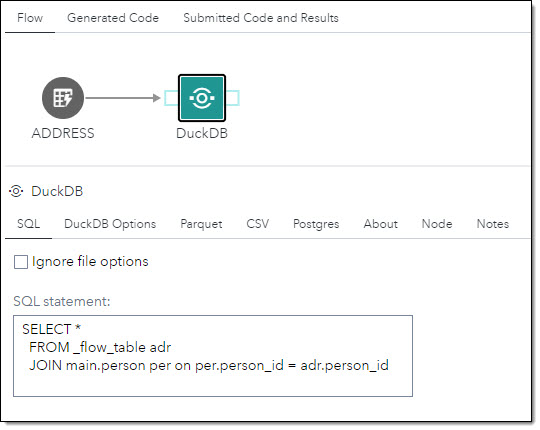 Flow Generated Code Submitted Code and Results
ADDRESS DuckDB
DuckDB
SQL DuckDB Options Parquet CSV Postgres About Node Notes
Ignore file options
SQL statement:
SELECT *
FROM _flow_table adr
JOIN main.person per on per.person_id = adr.person_id